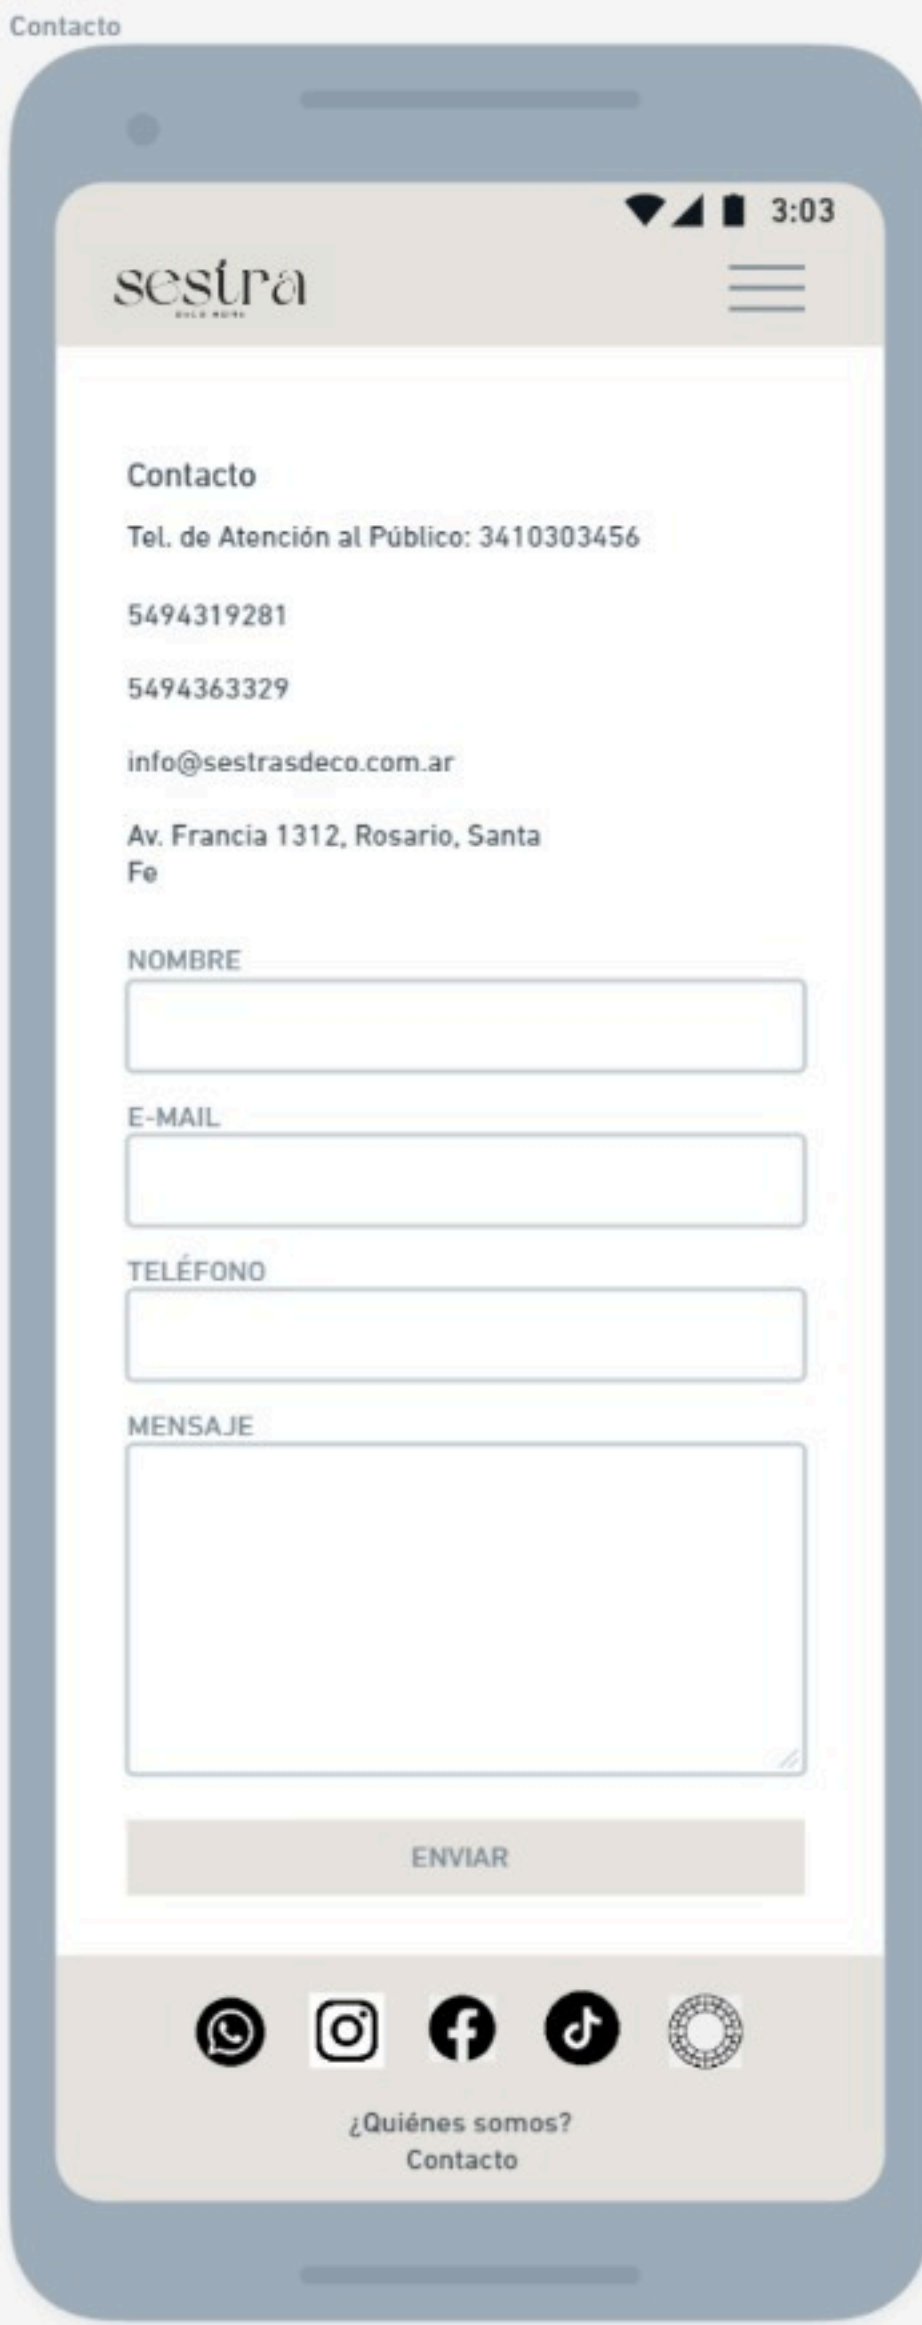 Contacto
3:03
sestra
Contacto
Tel. de Atención al Público: 3410303456
5494319281
5494363329
info@sestrasdeco.com.ar
Av. Francia 1312, Rosario, Santa
Fe
NOMBRE
E-MAIL
TELÉFONO
MENSAJE
ENVIAR
¿Quiénes somos?
Contacto